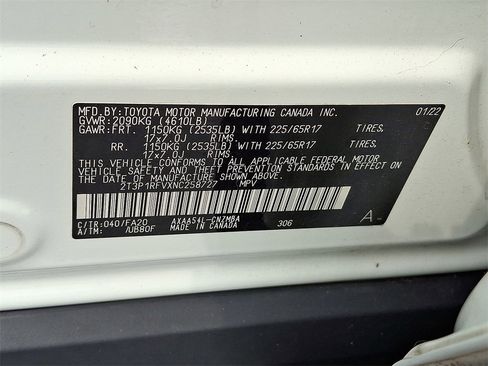 MFD.BY:TOYOTA MOTOR MANUFACTURING CANADA INC. 01/22
GVWR:2090KG (4610LB)
GAWR:FRT. 1150KG (2535LB) WITH 225/65R17 TIRES,
17x7.0J RIMS,
RR. 1150KG (2535LB) WITH 225/65R17 TIRES,
17x7.0J RIMS.
THIS VEHICLE CONFORMS TO ALL APPLICABLE FEDERAL MOTOR
VEHICLE SAFETY AND BUMPER STANDARDS IN EFFECT ON THE DATE OF
MANUFACTURE SHOWN ABOVE.
2T3P1RFVXNC258727 MPV
C/TR:040/FA20 AXAA54L-CNZMBA A-
A/TM: /UB80F MADE IN CANADA 306